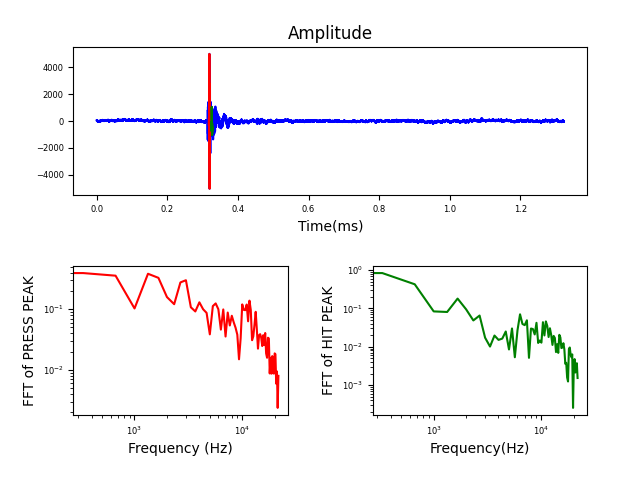 Amplitude
4000
2000
0
−2000
−4000
0.0 0.2 0.4 0.6 0.8 1.0 1.2
Time(ms)
FFT of PRESS PEAK
10⁻¹
10⁻²
10³ 10⁴
Frequency (Hz)
FFT of HIT PEAK
10⁰
10⁻¹
10⁻²
10⁻³
10³ 10⁴
Frequency(Hz)